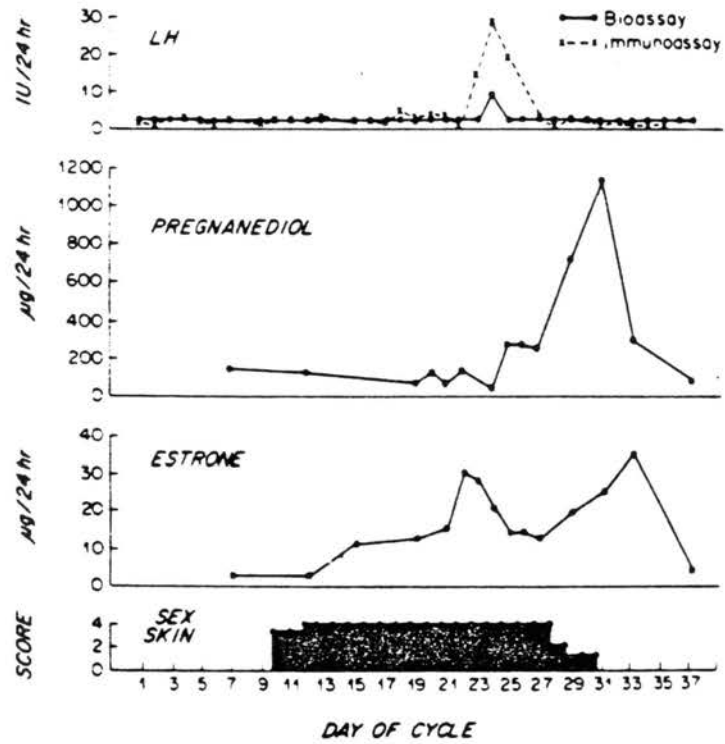 Bioassay
Immunoassay
LH
IU/24 hr
30
20
10
0
PREGNANEDIOL
µg/24 hr
1200
1000
800
600
400
200
0
ESTRONE
µg/24 hr
40
30
20
10
0
SEX
SKIN
SCORE
4
2
0
1 3 5 7 9 11 13 15 17 19 21 23 25 27 29 31 33 35 37
DAY OF CYCLE